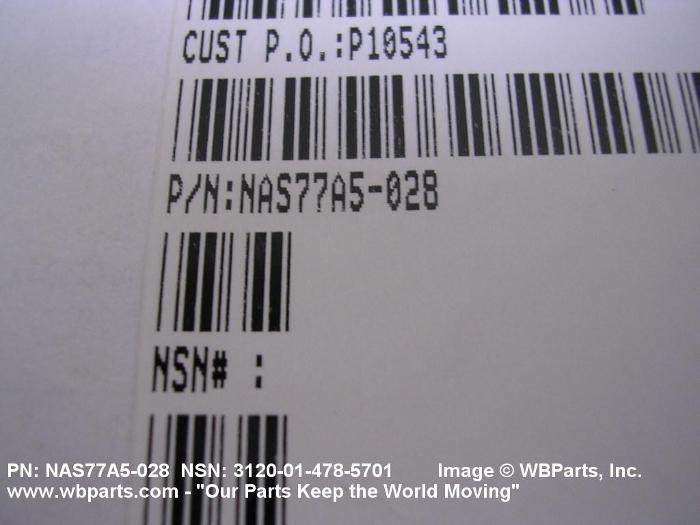 CUST P.O.:P10543
P/N:NAS77A5-028
NSN# :
PN: NAS77A5-028 NSN: 3120-01-478-5701 Image © WBParts, Inc.
www.wbparts.com - "Our Parts Keep the World Moving"